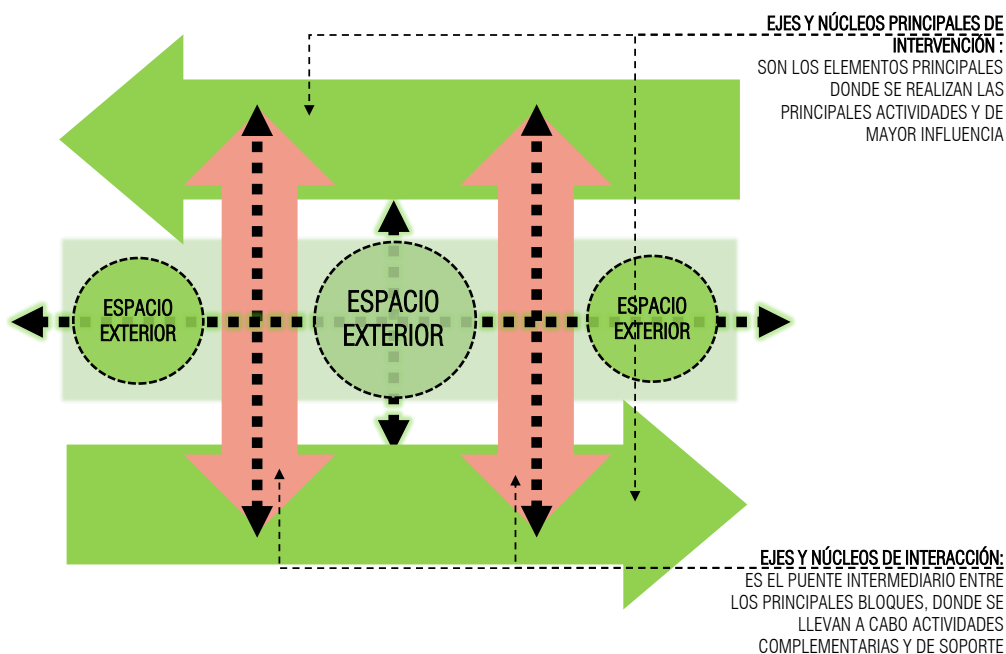 EJES Y NÚCLEOS PRINCIPALES DE
INTERVENCIÓN :
SON LOS ELEMENTOS PRINCIPALES
DONDE SE REALIZAN LAS
PRINCIPALES ACTIVIDADES Y DE
MAYOR INFLUENCIA
ESPACIO
EXTERIOR
ESPACIO
EXTERIOR
ESPACIO
EXTERIOR
EJES Y NÚCLEOS DE INTERACCIÓN:
ES EL PUENTE INTERMEDIARIO ENTRE
LOS PRINCIPALES BLOQUES, DONDE SE
LLEVAN A CABO ACTIVIDADES
COMPLEMENTARIAS Y DE SOPORTE